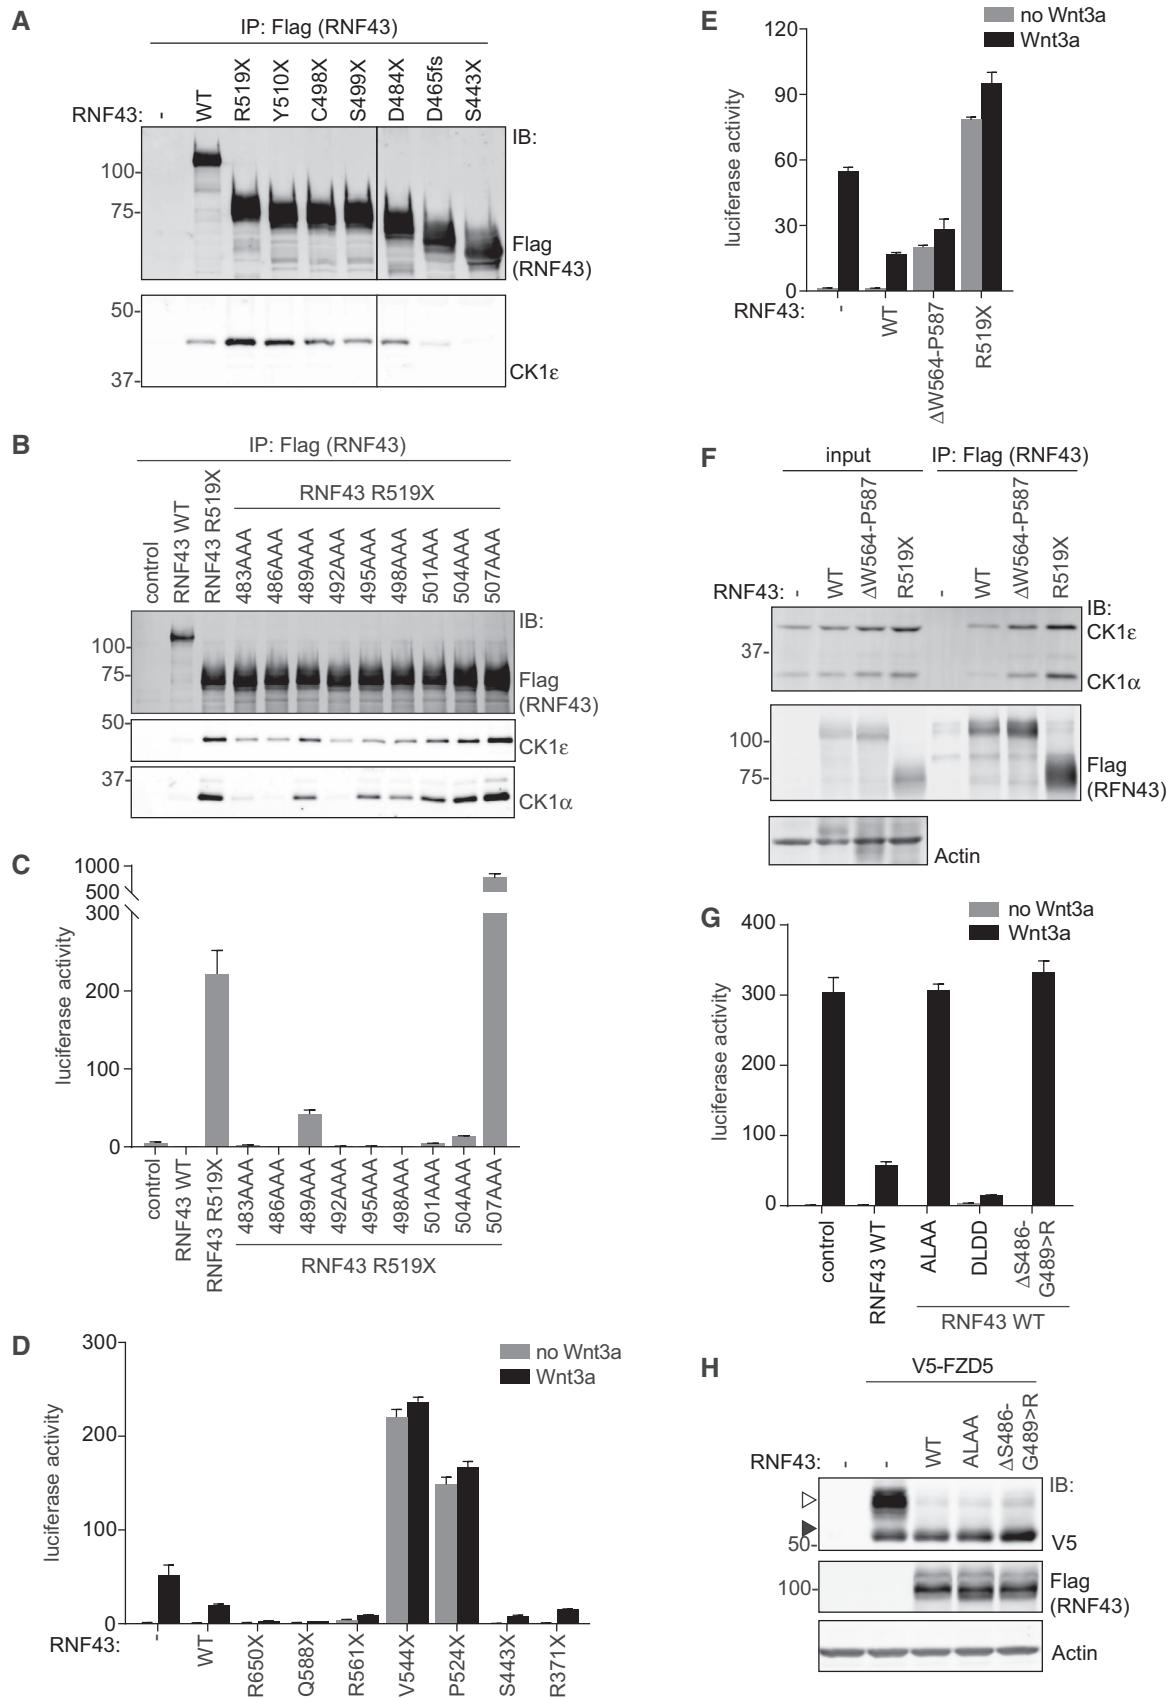 A
IP: Flag (RNF43)
RNF43: - WT R519X Y510X C498X S499X D484X D465fs S443X
IB:
100-
75-
Flag
(RNF43)
50-
37-
CK1ε
B
IP: Flag (RNF43)
RNF43 R519X
control RNF43 WT RNF43 R519X 483AAA 486AAA 489AAA 492AAA 495AAA 498AAA 501AAA 504AAA 507AAA
IB:
100-
75-
Flag
(RNF43)
50-
CK1ε
37-
CK1α
C
1000
500
300
200
100
0
luciferase activity
control RNF43 WT RNF43 R519X 483AAA 486AAA 489AAA 492AAA 495AAA 498AAA 501AAA 504AAA 507AAA
RNF43 R519X
D
no Wnt3a
Wnt3a
300
200
100
0
luciferase activity
RNF43: - WT R650X Q588X R561X V544X P524X S443X R371X
E
no Wnt3a
Wnt3a
120
90
60
30
0
luciferase activity
RNF43: - WT ΔW564-P587 R519X
F
input IP: Flag (RNF43)
RNF43: - WT ΔW564-P587 R519X - WT ΔW564-P587 R519X
IB:
CK1ε
37-
CK1α
100-
75-
Flag
(RFN43)
Actin
G
no Wnt3a
Wnt3a
400
300
200
100
0
luciferase activity
control RNF43 WT ALAA DLDD ΔS486-
G489>R
RNF43 WT
H
V5-FZD5
RNF43: - - WT ALAA ΔS486-
G489>R
IB:
50-
V5
100-
Flag
(RNF43)
Actin